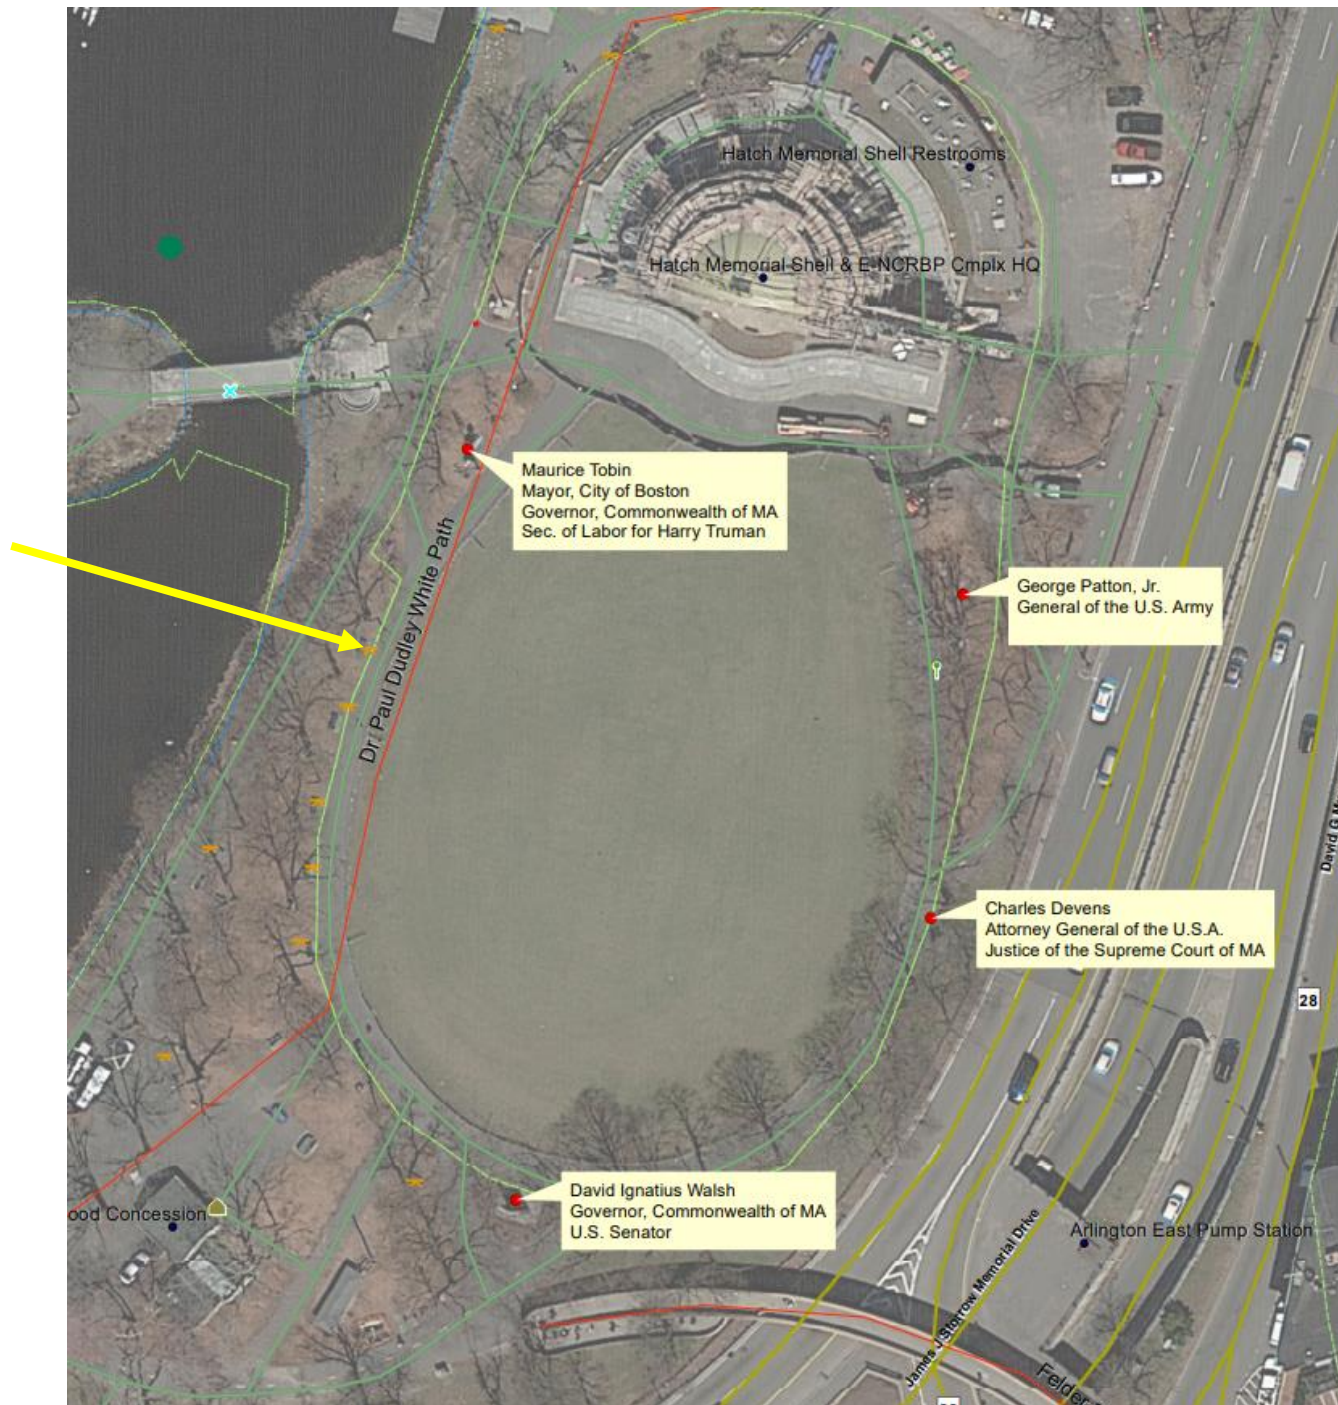 Hatch Memorial Shell Restrooms
Hatch Memorial Shell & E-NCRBP Cmplx HQ
Maurice Tobin
Mayor, City of Boston
Governor, Commonwealth of MA
Sec. of Labor for Harry Truman
Dr. Paul Dudley White Path
George Patton, Jr.
General of the U.S. Army
David G M
Charles Devens
Attorney General of the U.S.A.
Justice of the Supreme Court of MA
28
David Ignatius Walsh
Governor, Commonwealth of MA
U.S. Senator
ood Concession
Arlington East Pump Station
James J Storrow Memorial Drive
Felder